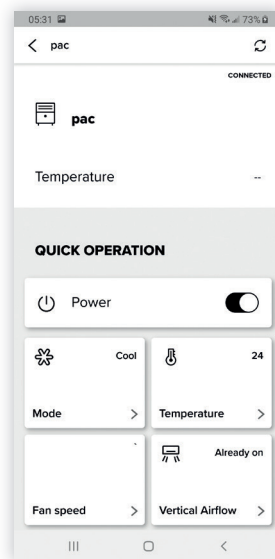 05:31 73%
pac
CONNECTED
pac
Temperature --
QUICK OPERATION
Power
Cool 24
Mode Temperature
Already on
Fan speed Vertical Airflow